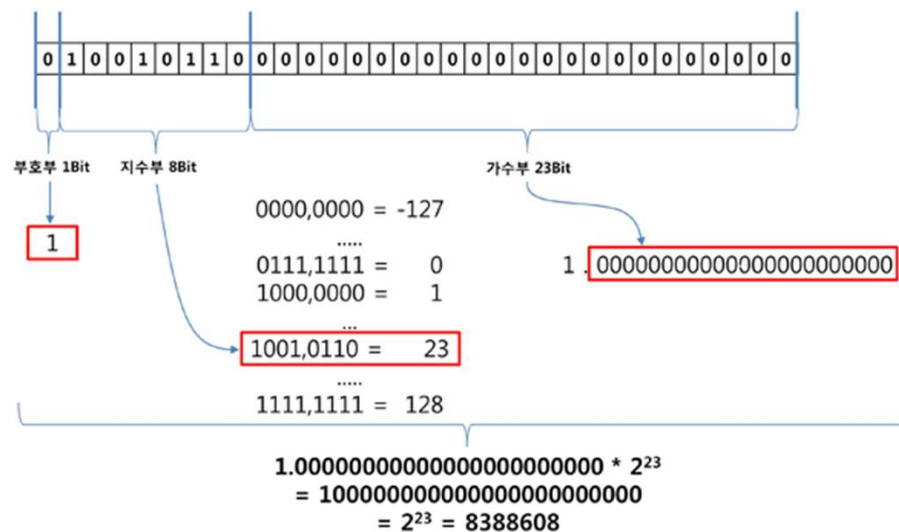 0 1 0 0 1 0 1 1 0 0 0 0 0 0 0 0 0 0 0 0 0 0 0 0 0 0 0 0 0 0 0 0
부호부 1Bit 지수부 8Bit 가수부 23Bit
0000,0000 = -127
1
.....
0111,1111 = 0
1 . 00000000000000000000000
1000,0000 = 1
...
1001,0110 = 23
.....
1111,1111 = 128
1.00000000000000000000000 * 2²³
= 100000000000000000000000
= 2²³ = 8388608